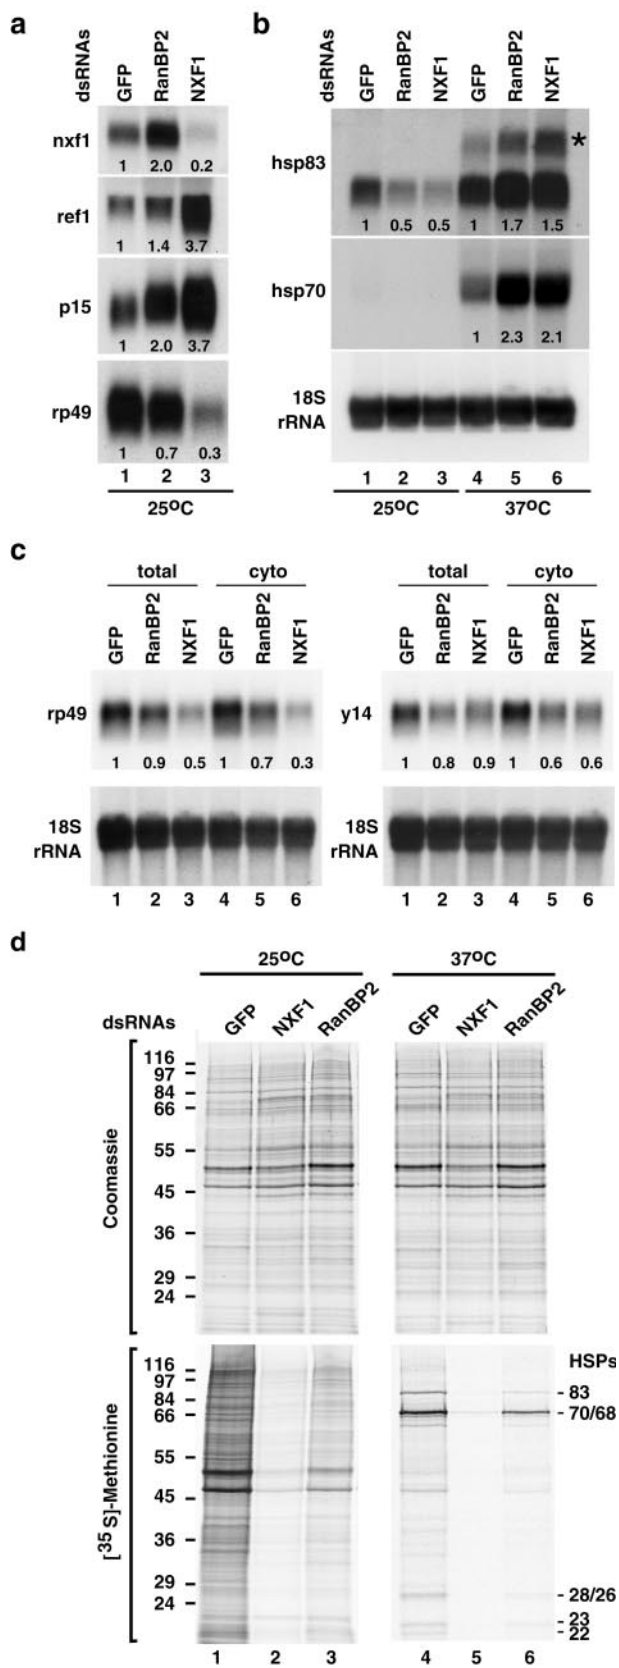 a
dsRNAs
GFP
RanBP2
NXF1
nxf1
1 2.0 0.2
ref1
1 1.4 3.7
p15
1 2.0 3.7
rp49
1 0.7 0.3
1 2 3
25ºC
b
dsRNAs
GFP
RanBP2
NXF1
GFP
RanBP2
NXF1
*
hsp83
1 0.5 0.5 1 1.7 1.5
hsp70
1 2.3 2.1
18S
rRNA
1 2 3 4 5 6
25ºC 37ºC
c
total cyto
GFP
RanBP2
NXF1
GFP
RanBP2
NXF1
rp49
1 0.9 0.5 1 0.7 0.3
18S
rRNA
1 2 3 4 5 6
total cyto
GFP
RanBP2
NXF1
GFP
RanBP2
NXF1
y14
1 0.8 0.9 1 0.6 0.6
18S
rRNA
1 2 3 4 5 6
d
25ºC 37ºC
dsRNAs
GFP
NXF1
RanBP2
GFP
NXF1
RanBP2
Coomassie
116
97
84
66
55
45
36
29
24
[35S]-Methionine
116
97
84
66
55
45
36
29
24
HSPs
83
70/68
28/26
23
22
1 2 3 4 5 6